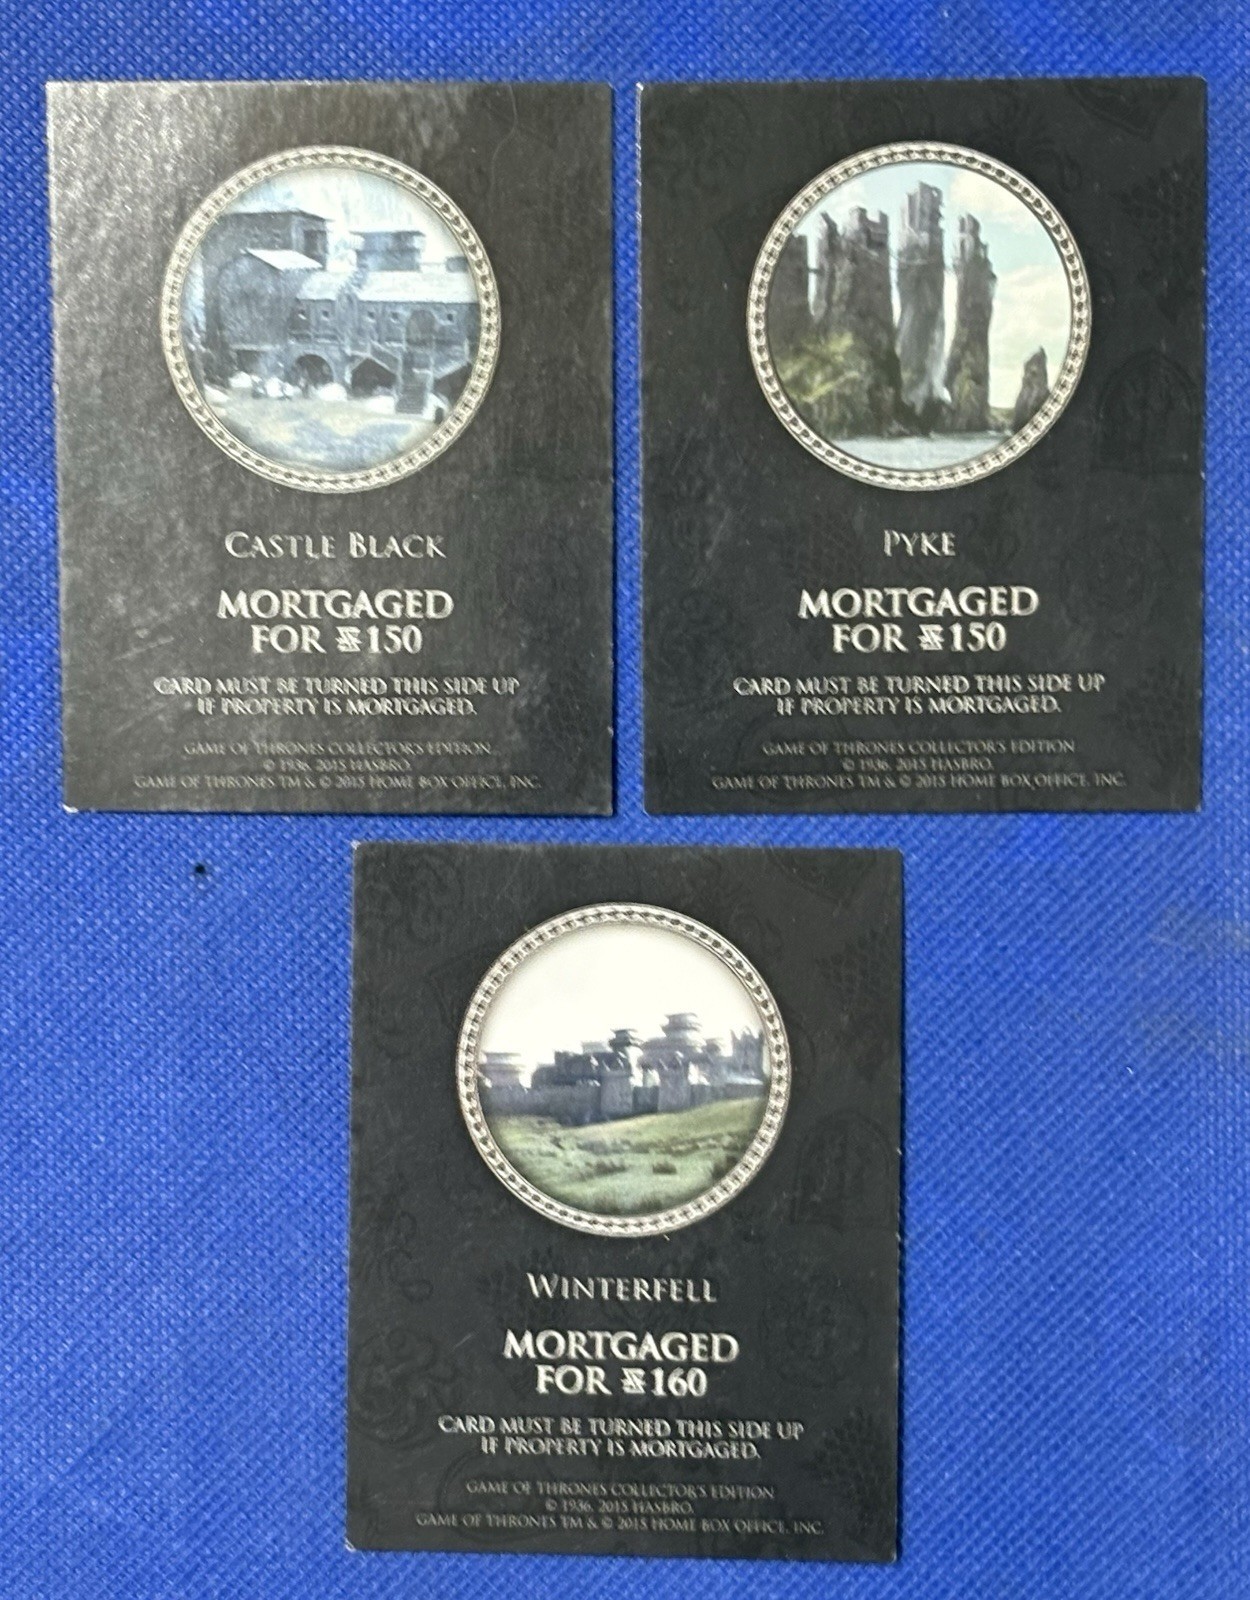 CASTLE BLACK
MORTGAGED
FOR 150
CARD MUST BE TURNED THIS SIDE UP
IF PROPERTY IS MORTGAGED.
GAME OF THRONES COLLECTOR'S EDITION
© 1936, 2015 HASBRO.
GAME OF THRONES TM & © 2015 HOME BOX OFFICE, INC.
PYKE
MORTGAGED
FOR 150
CARD MUST BE TURNED THIS SIDE UP
IF PROPERTY IS MORTGAGED.
GAME OF THRONES COLLECTOR'S EDITION
© 1936, 2015 HASBRO.
GAME OF THRONES TM & © 2015 HOME BOX OFFICE, INC.
WINTERFELL
MORTGAGED
FOR 160
CARD MUST BE TURNED THIS SIDE UP
IF PROPERTY IS MORTGAGED.
GAME OF THRONES COLLECTOR'S EDITION
© 1936, 2015 HASBRO.
GAME OF THRONES TM & © 2015 HOME BOX OFFICE, INC.